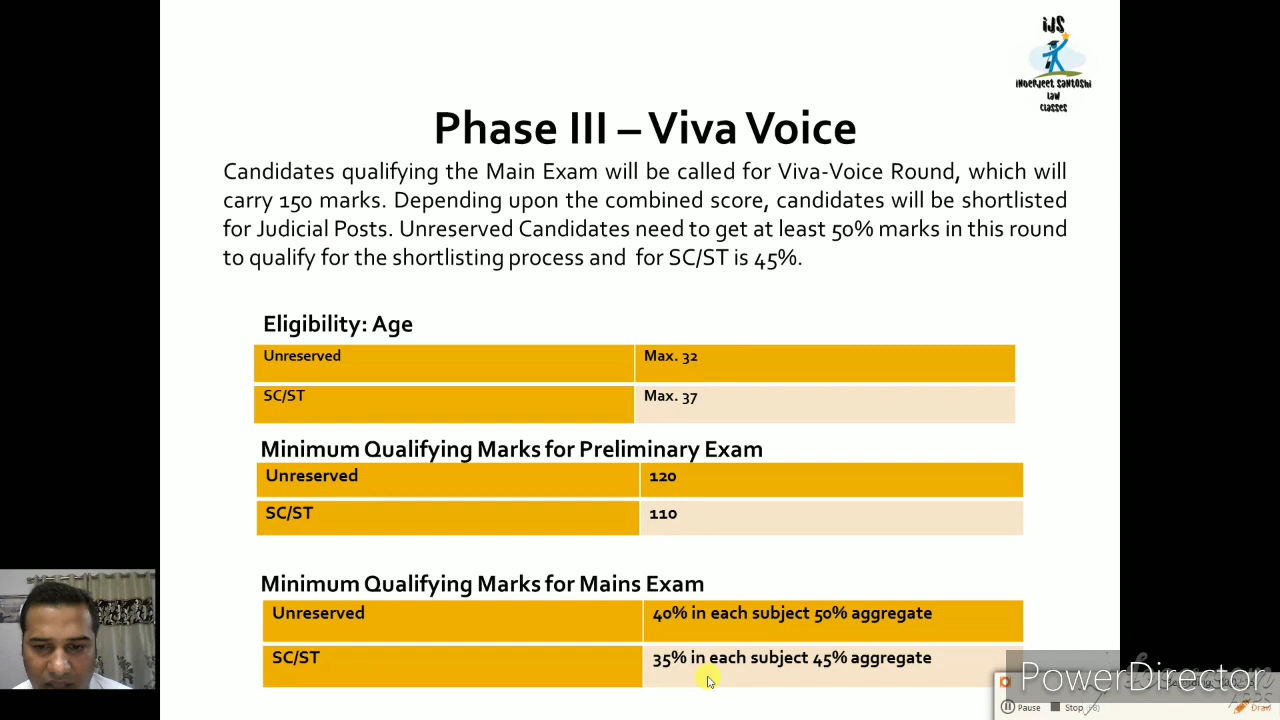 iJS
INDERJEET SANTOSHI
LAW
CLASSES
Phase III – Viva Voice
Candidates qualifying the Main Exam will be called for Viva-Voice Round, which will
carry 150 marks. Depending upon the combined score, candidates will be shortlisted
for Judicial Posts. Unreserved Candidates need to get at least 50% marks in this round
to qualify for the shortlisting process and for SC/ST is 45%.
Eligibility: Age
Unreserved Max. 32
SC/ST Max. 37
Minimum Qualifying Marks for Preliminary Exam
Unreserved 120
SC/ST 110
Minimum Qualifying Marks for Mains Exam
Unreserved 40% in each subject 50% aggregate
SC/ST 35% in each subject 45% aggregate
PowerDirector
Pause Stop Draw